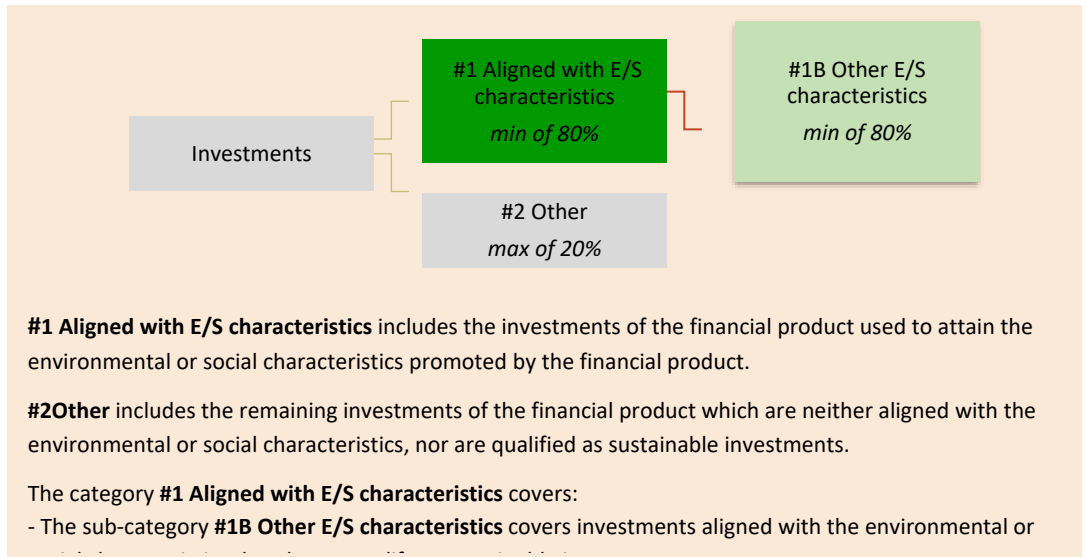 #1 Aligned with E/S
characteristics
min of 80%
#1B Other E/S
characteristics
min of 80%
Investments
#2 Other
max of 20%
#1 Aligned with E/S characteristics includes the investments of the financial product used to attain the
environmental or social characteristics promoted by the financial product.
#2Other includes the remaining investments of the financial product which are neither aligned with the
environmental or social characteristics, nor are qualified as sustainable investments.
The category #1 Aligned with E/S characteristics covers:
- The sub-category #1B Other E/S characteristics covers investments aligned with the environmental or